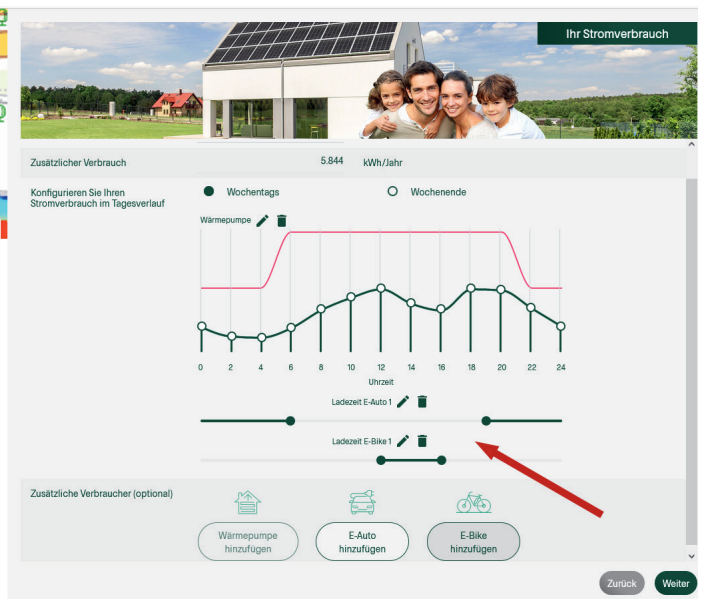 Ihr Stromverbrauch
Zusätzlicher Verbrauch 5.844 kWh/Jahr
Konfigurieren Sie Ihren
Stromverbrauch im Tagesverlauf
Wochentags Wochenende
Wärmepumpe
0 2 4 6 8 10 12 14 16 18 20 22 24
Uhrzeit
Ladezeit E-Auto 1
Ladezeit E-Bike 1
Zusätzliche Verbraucher (optional)
Wärmepumpe
hinzufügen
E-Auto
hinzufügen
E-Bike
hinzufügen
Zurück Weiter